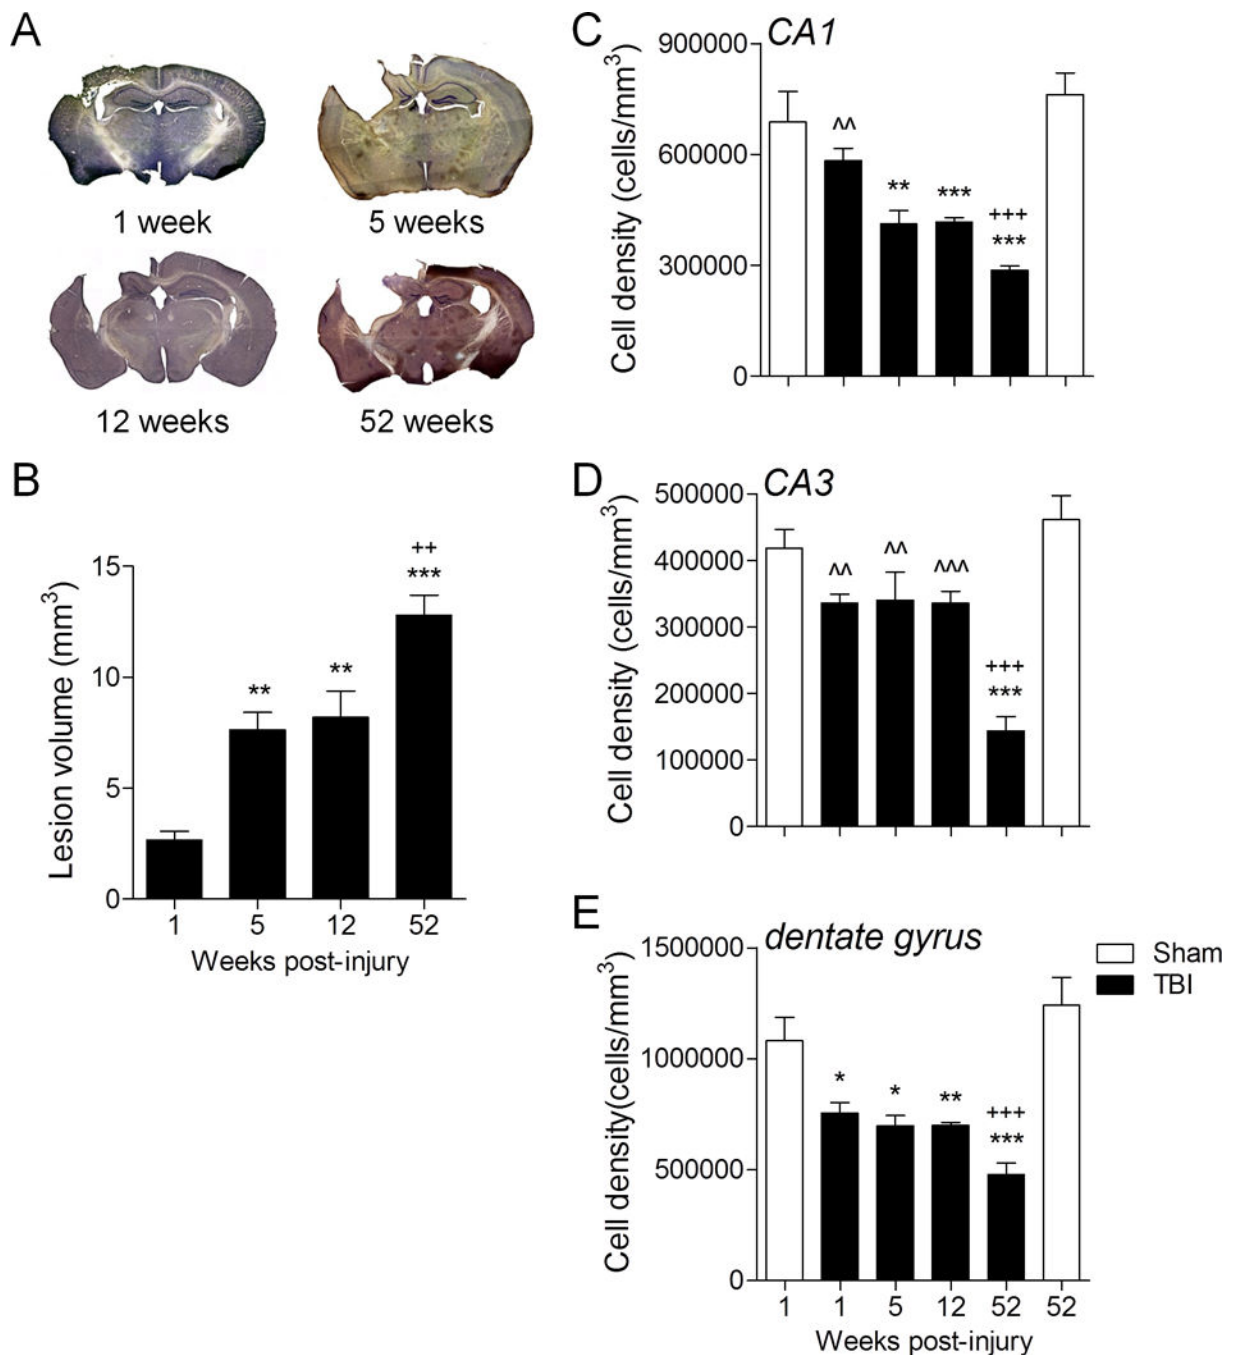 A
1 week
5 weeks
12 weeks
52 weeks
B
Lesion volume (mm³)
15
10
5
0
**
**
++
***
1 5 12 52
Weeks post-injury
C
CA1
Cell density (cells/mm³)
900000
600000
300000
0
^^
**
***
+++
***
D
CA3
Cell density (cells/mm³)
500000
400000
300000
200000
100000
0
^^
^^
^^^
+++
***
E
dentate gyrus
Cell density(cells/mm³)
1500000
1000000
500000
0
*
*
**
+++
***
Sham
TBI
1 1 5 12 52 52
Weeks post-injury